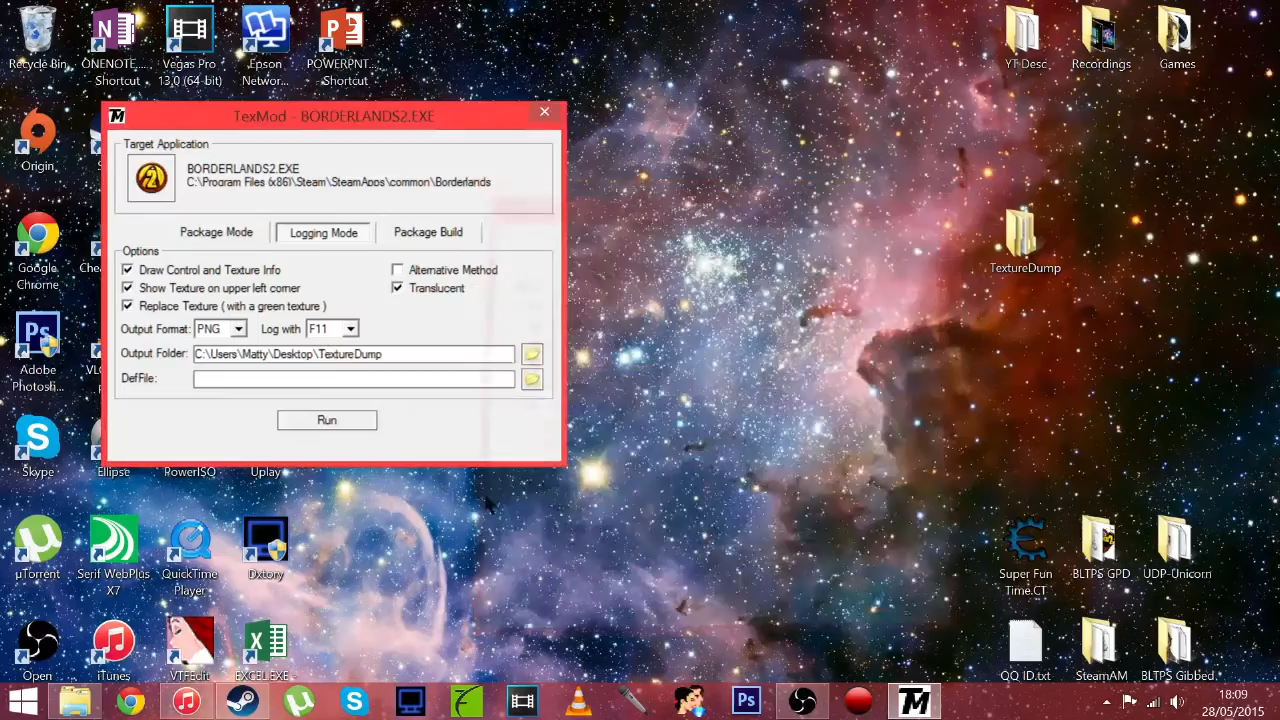 Recycle Bin
ONENOTE....
Shortcut
Vegas Pro
13.0 (64-bit)
Epson
Networ...
POWERPNT....
- Shortcut
YT Desc
Recordings
Games
TexMod - BORDERLANDS2.EXE
Target Application
BORDERLANDS2.EXE
C:\Program Files (x86)\Steam\SteamApps\common\Borderlands
Package Mode
Logging Mode
Package Build
Options
Draw Control and Texture Info
Alternative Method
Show Texture on upper left corner
Translucent
Replace Texture ( with a green texture )
Output Format: PNG
Log with F11
Output Folder: C:\Users\Matty\Desktop\TextureDump
DefFile:
Run
Origin
Google
Chrome
Adobe
Photosh...
Skype
Ellipse
PowerISO
Uplay
TextureDump
µTorrent
Serif WebPlus
X7
QuickTime
Player
Dxtory
Open
iTunes
VTFEdit
EXCEL.EXE
Super Fun
Time.CT
BLTPS GPD
UDP-Unicorn
QQ ID.txt
SteamAM
BLTPS Gibbed
18:09
28/05/2015